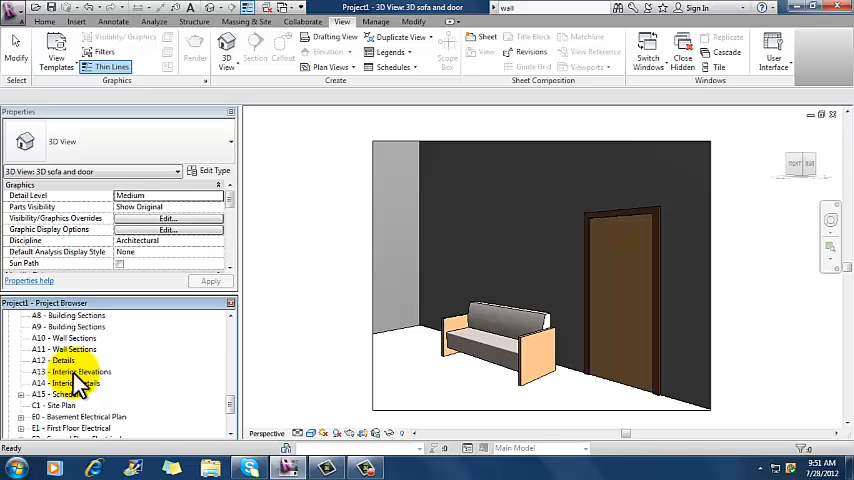 Project1 - 3D View: 3D sofa and door
wall
Sign In
Home Insert Annotate Analyze Structure Massing & Site Collaborate View Manage Modify
Modify
View Templates
Visibility/ Graphics
Filters
Thin Lines
Render
3D View
Section
Callout
Plan Views
Elevation
Duplicate View
Legends
Schedules
Scope Box
Sheet
Title Block
Revisions
Guide Grid
Matchline
View Reference
Viewports
Switch Windows
Close Hidden
Replicate
Cascade
Tile
User Interface
Select Graphics Create Sheet Composition Windows
Properties
3D View
3D View: 3D sofa and door Edit Type
Graphics
Detail Level Medium
Parts Visibility Show Original
Visibility/Graphics Overrides Edit...
Graphic Display Options Edit...
Discipline Architectural
Default Analysis Display Style None
Sun Path
Properties help Apply
Project1 - Project Browser
A8 - Building Sections
A9 - Building Sections
A10 - Wall Sections
A11 - Wall Sections
A12 - Details
A13 - Interior Elevations
A14 - Interior Details
A15 - Schedules
C1 - Site Plan
E0 - Basement Electrical Plan
E1 - First Floor Electrical
FRONT
Perspective
Ready
:0
Main Model
:0
9:51 AM
7/28/2012